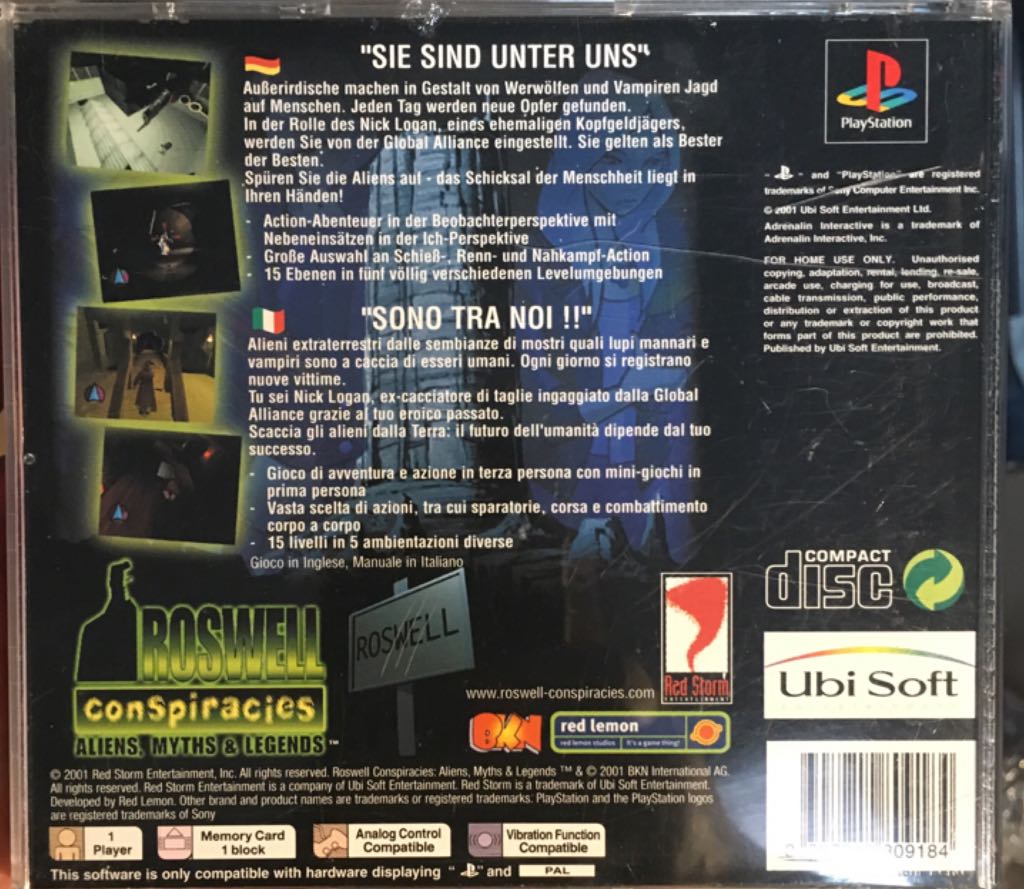 "SIE SIND UNTER UNS"
Außerirdische machen in Gestalt von Werwölfen und Vampiren Jagd
auf Menschen. Jeden Tag werden neue Opfer gefunden.
In der Rolle des Nick Logan, eines ehemaligen Kopfgeldjägers,
werden Sie von der Global Alliance eingestellt. Sie gelten als Bester
der Besten.
Spüren Sie die Aliens auf - das Schicksal der Menschheit liegt in
Ihren Händen!
- Action-Abenteuer in der Beobachterperspektive mit
Nebeneinsätzen in der Ich-Perspektive
- Große Auswahl an Schieß-, Renn- und Nahkampf-Action
- 15 Ebenen in fünf völlig verschiedenen Levelumgebungen
"SONO TRA NOI !!"
Alieni extraterrestri dalle sembianze di mostri quali lupi mannari e
vampiri sono a caccia di esseri umani. Ogni giorno si registrano
nuove vittime.
Tu sei Nick Logan, ex-cacciatore di taglie ingaggiato dalla Global
Alliance grazie al tuo eroico passato.
Scaccia gli alieni dalla Terra: il futuro dell'umanità dipende dal tuo
successo.
- Gioco di avventura e azione in terza persona con mini-giochi in
prima persona
- Vasta scelta di azioni, tra cui sparatorie, corsa e combattimento
corpo a corpo
- 15 livelli in 5 ambientazioni diverse
Gioco in Inglese, Manuale in Italiano
PlayStation
" " and "PlayStation" are registered
trademarks of Sony Computer Entertainment Inc.
© 2001 Ubi Soft Entertainment Ltd.
Adrenalin Interactive is a trademark of
Adrenalin Interactive, Inc.
FOR HOME USE ONLY. Unauthorised
copying, adaptation, rental, lending, re-sale,
arcade use, charging for use, broadcast,
cable transmission, public performance,
distribution or extraction of this product
or any trademark or copyright work that
forms part of this product are prohibited.
Published by Ubi Soft Entertainment.
COMPACT
disc
ROSWELL
conspiracies
ALIENS, MYTHS & LEGENDS™
ROSWELL
www.roswell-conspiracies.com
Red Storm
ENTERTAINMENT
Ubi Soft
BKN
red lemon
red lemon studios It's a game thing!
© 2001 Red Storm Entertainment, Inc. All rights reserved. Roswell Conspiracies: Aliens, Myths & Legends ™ & © 2001 BKN International AG.
All rights reserved. Red Storm Entertainment is a company of Ubi Soft Entertainment. Red Storm is a trademark of Ubi Soft Entertainment.
Developed by Red Lemon. Other brand and product names are trademarks or registered trademarks. PlayStation and the PlayStation logos
are registered trademarks of Sony
1
Player
Memory Card
1 block
Analog Control
Compatible
Vibration Function
Compatible
This software is only compatible with hardware displaying " " and PAL
09184